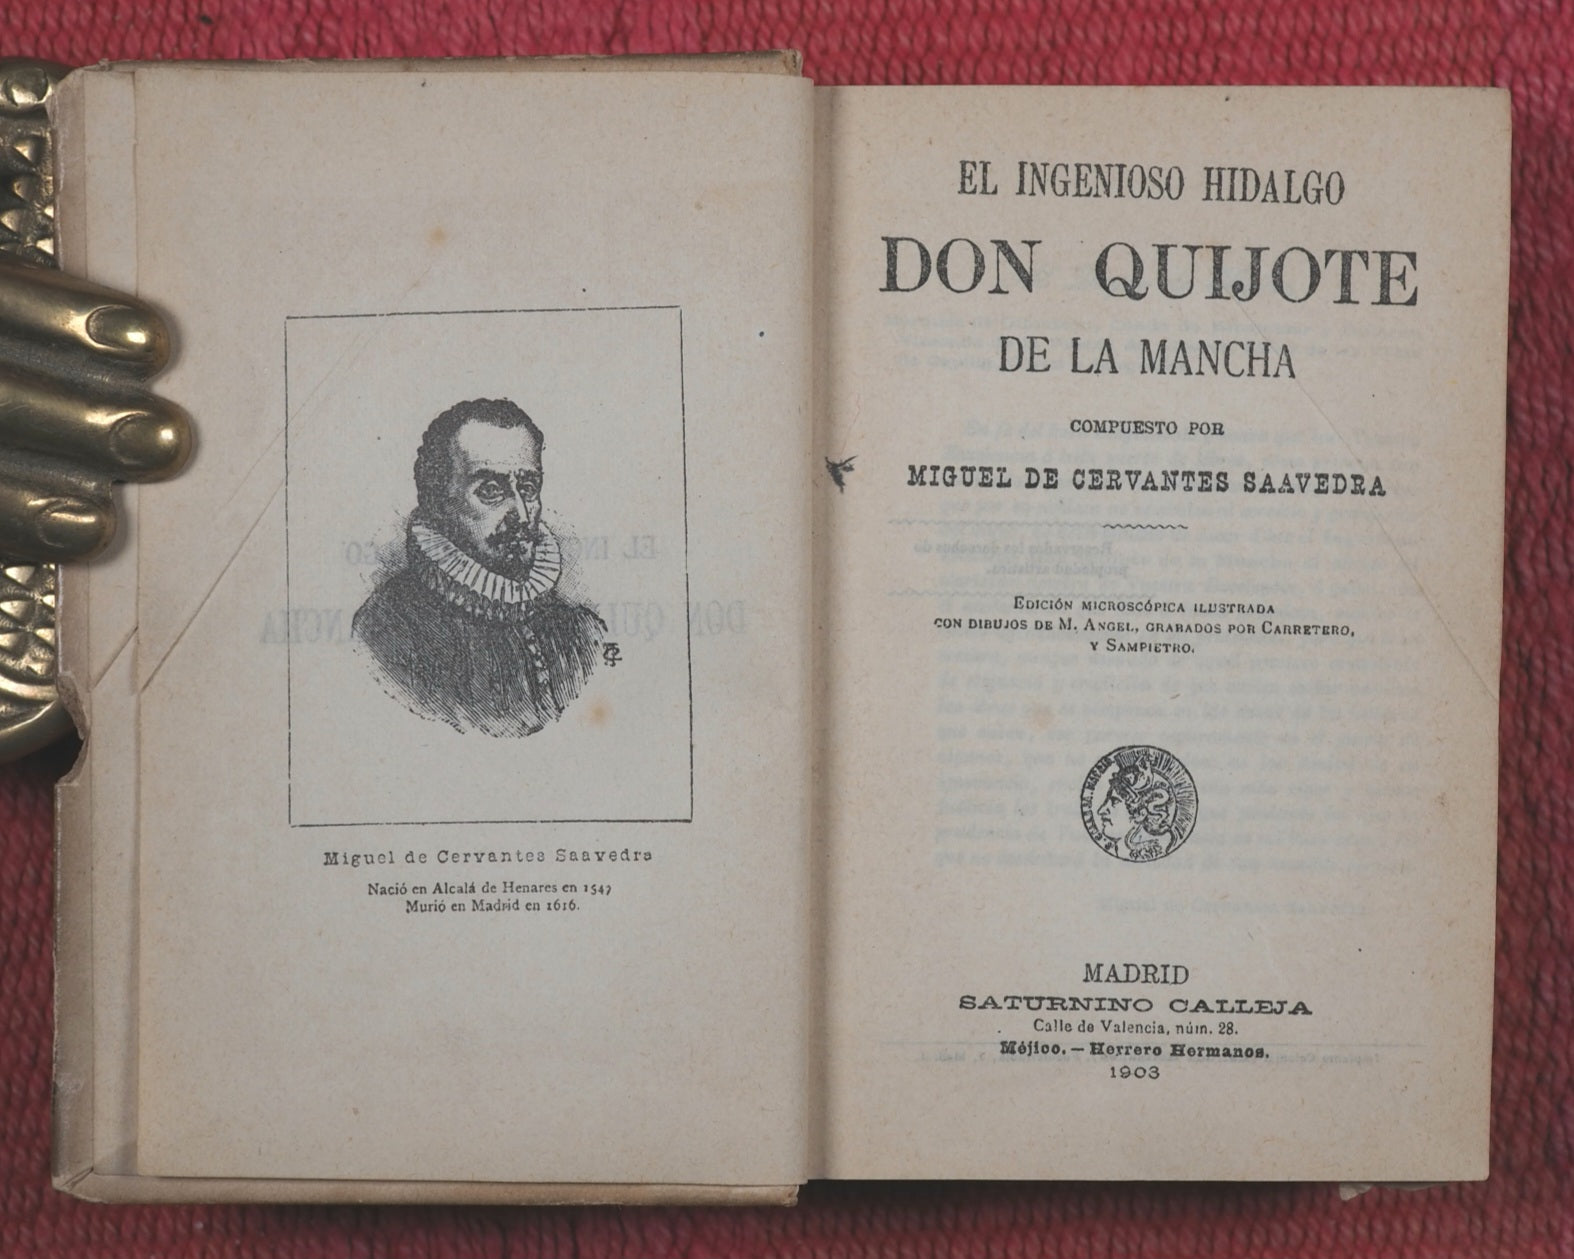 Miguel de Cervantes Saavedra
Nació en Alcalá de Henares en 1547
Murió en Madrid en 1616.
EL INGENIOSO HIDALGO
DON QUIJOTE
DE LA MANCHA
COMPUESTO POR
MIGUEL DE CERVANTES SAAVEDRA
EDICIÓN MICROSCÓPICA ILUSTRADA
CON DIBUJOS DE M. ANGEL, GRABADOS POR CARRETERO,
Y SAMPIETRO.
MADRID
SATURNINO CALLEJA
Calle de Valencia, núm. 28.
Méjico. — Herrero Hermanos.
1903